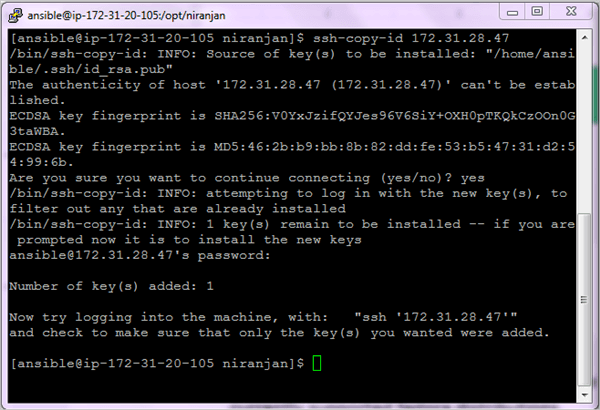 ansible@ip-172-31-20-105:/opt/niranjan
[ansible@ip-172-31-20-105 niranjan]$ ssh-copy-id 172.31.28.47
/bin/ssh-copy-id: INFO: Source of key(s) to be installed: "/home/ansi
ble/.ssh/id_rsa.pub"
The authenticity of host '172.31.28.47 (172.31.28.47)' can't be estab
lished.
ECDSA key fingerprint is SHA256:V0YxJzifQYJes96V6SiY+OXH0pTKQkCzOOn0G
3taWBA.
ECDSA key fingerprint is MD5:46:2b:b9:bb:8b:82:dd:fe:53:b5:47:31:d2:5
4:99:6b.
Are you sure you want to continue connecting (yes/no)? yes
/bin/ssh-copy-id: INFO: attempting to log in with the new key(s), to
filter out any that are already installed
/bin/ssh-copy-id: INFO: 1 key(s) remain to be installed -- if you are
prompted now it is to install the new keys
ansible@172.31.28.47's password:
Number of key(s) added: 1
Now try logging into the machine, with:   "ssh '172.31.28.47'"
and check to make sure that only the key(s) you wanted were added.
[ansible@ip-172-31-20-105 niranjan]$